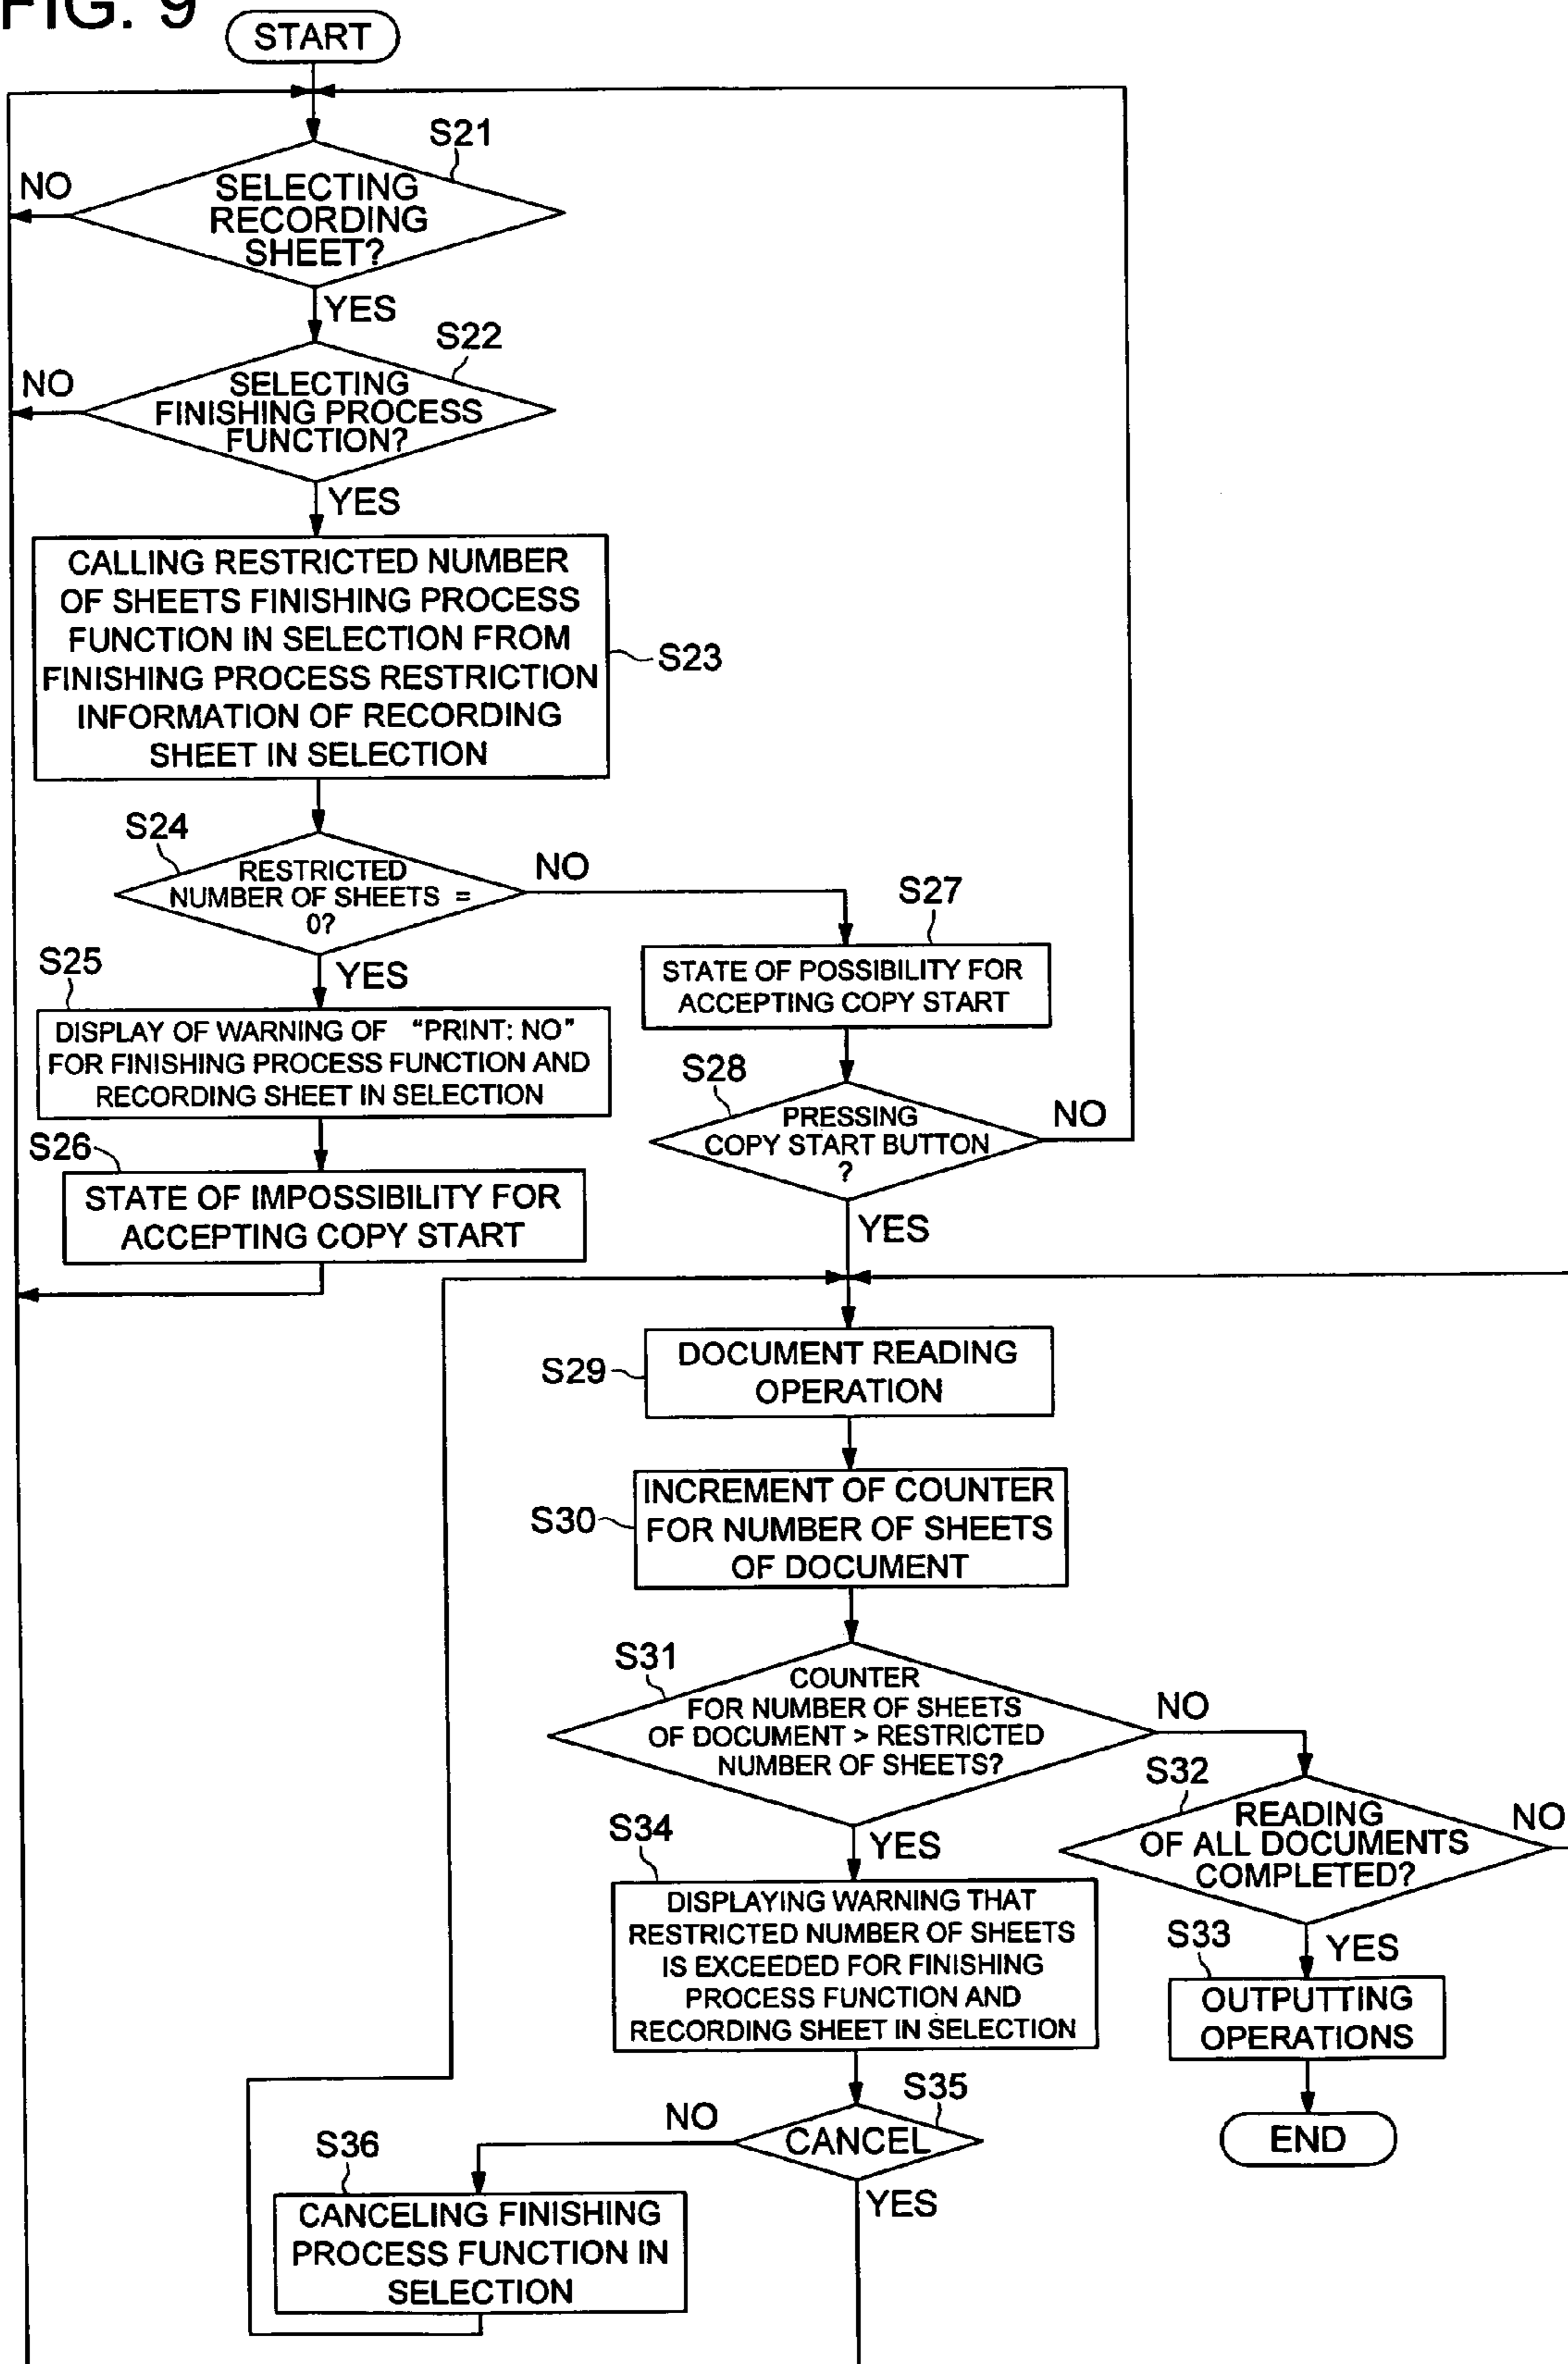 FIG. 9
START
S21
NO
SELECTING
RECORDING
SHEET?
YES
S22
NO
SELECTING
FINISHING PROCESS
FUNCTION?
YES
CALLING RESTRICTED NUMBER
OF SHEETS FINISHING PROCESS
FUNCTION IN SELECTION FROM
FINISHING PROCESS RESTRICTION
INFORMATION OF RECORDING
SHEET IN SELECTION
S23
S24
RESTRICTED
NUMBER OF SHEETS =
0?
NO
YES
S25
DISPLAY OF WARNING OF “PRINT: NO”
FOR FINISHING PROCESS FUNCTION AND
RECORDING SHEET IN SELECTION
S26
STATE OF IMPOSSIBILITY FOR
ACCEPTING COPY START
S27
STATE OF POSSIBILITY FOR
ACCEPTING COPY START
S28
PRESSING
COPY START BUTTON
?
NO
YES
S29
DOCUMENT READING
OPERATION
S30
INCREMENT OF COUNTER
FOR NUMBER OF SHEETS
OF DOCUMENT
S31
COUNTER
FOR NUMBER OF SHEETS
OF DOCUMENT > RESTRICTED
NUMBER OF SHEETS?
NO
YES
S32
READING
OF ALL DOCUMENTS
COMPLETED?
NO
YES
S33
OUTPUTTING
OPERATIONS
END
S34
DISPLAYING WARNING THAT
RESTRICTED NUMBER OF SHEETS
IS EXCEEDED FOR FINISHING
PROCESS FUNCTION AND
RECORDING SHEET IN SELECTION
S35
CANCEL
NO
YES
S36
CANCELING FINISHING
PROCESS FUNCTION IN
SELECTION